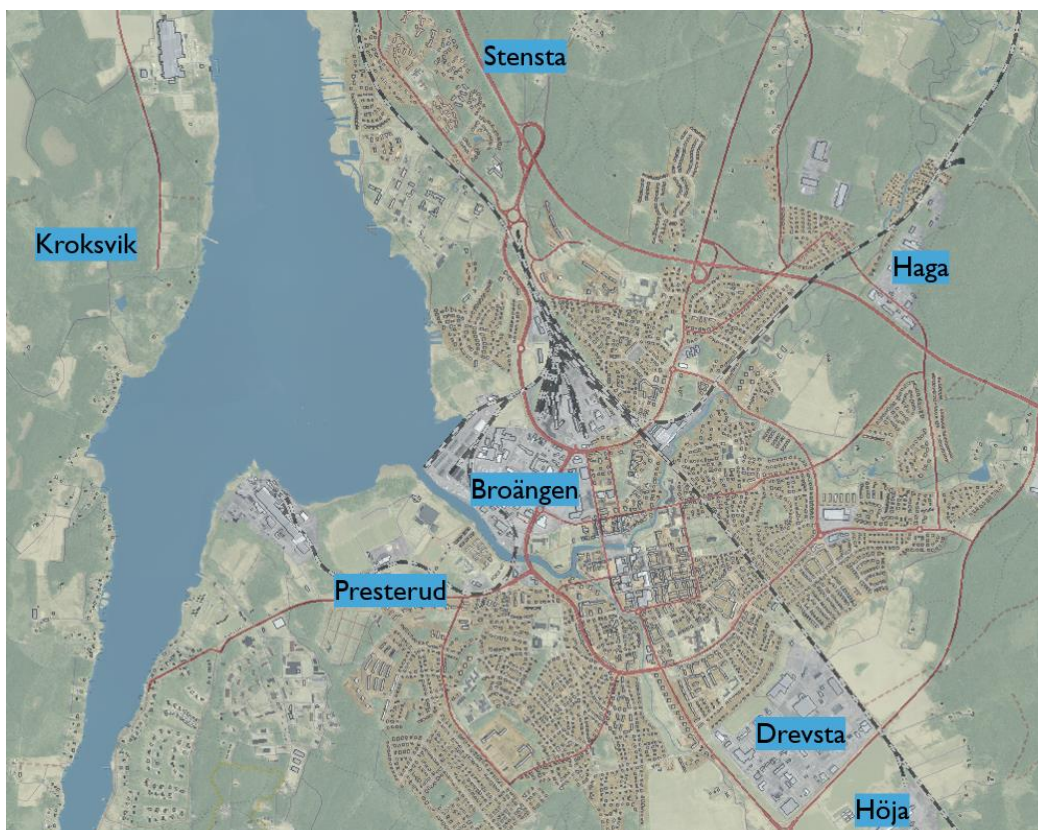 Stensta
Kroksvik
Haga
Broängen
Presterud
Drevsta
Höja